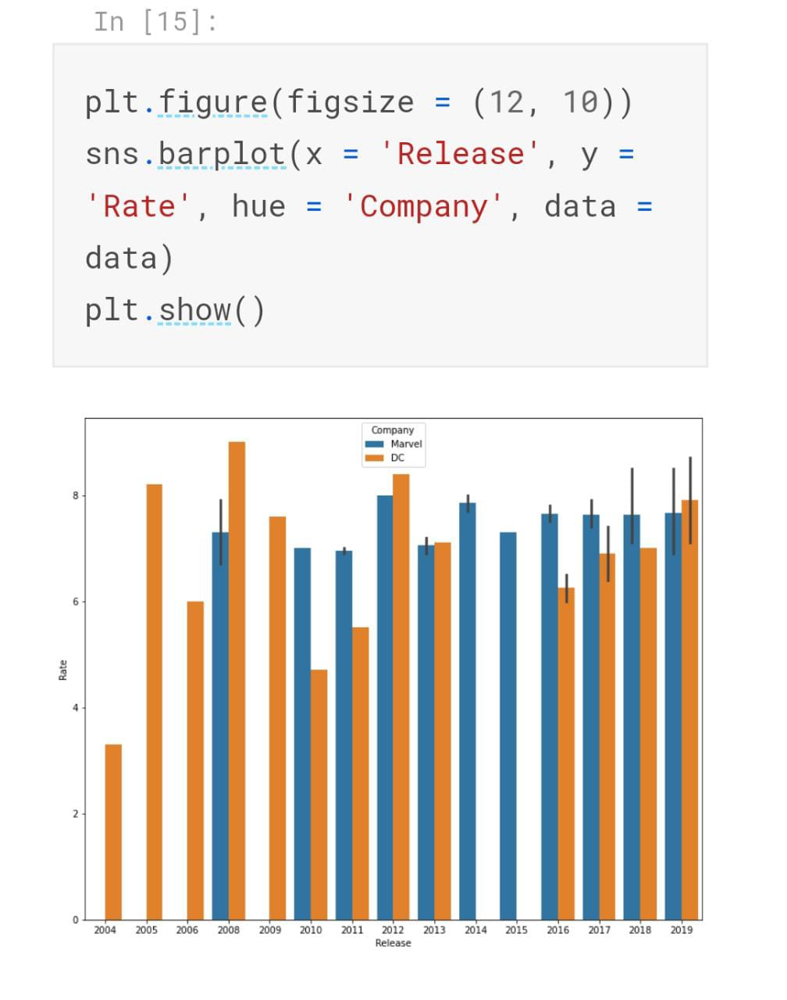 In [15]:
plt.figure(figsize = (12, 10))
sns.barplot(x = 'Release', y =
'Rate', hue = 'Company', data =
data)
plt.show()
Company
Marvel
DC
8
6
4
2
0
Rate
2004 2005 2006 2008 2009 2010 2011 2012 2013 2014 2015 2016 2017 2018 2019
Release